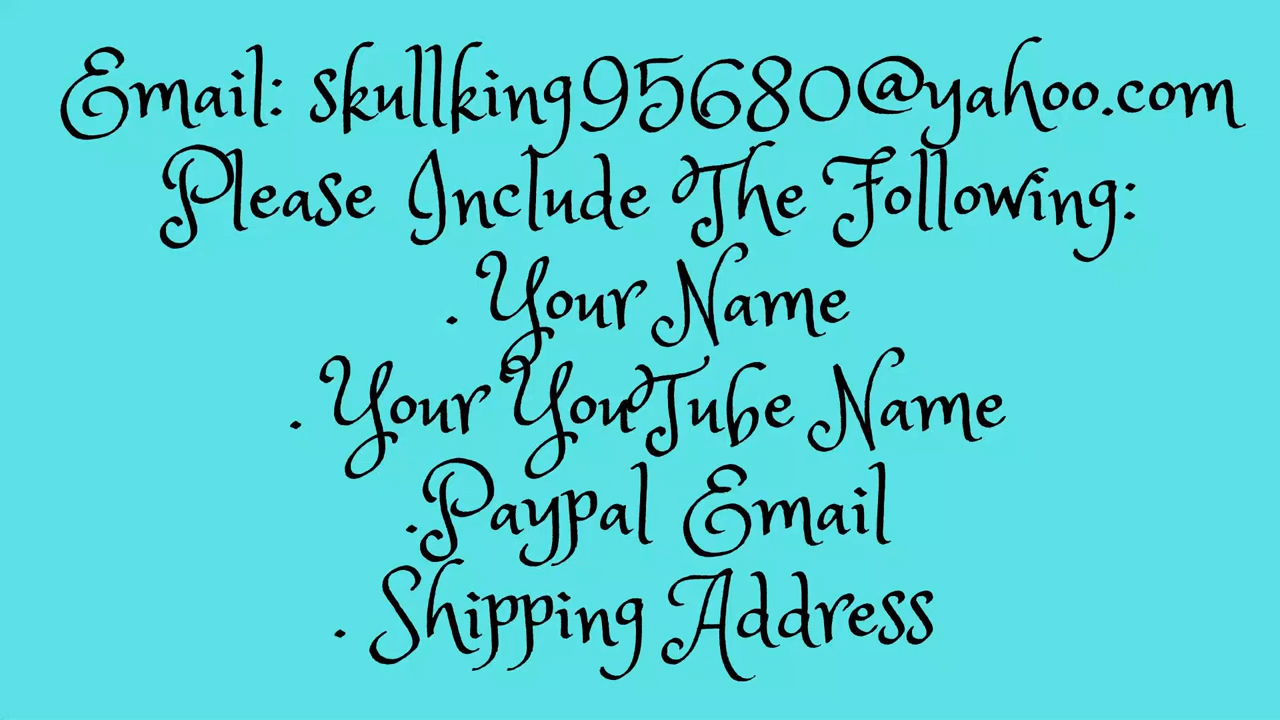 Email: skullking95680@yahoo.com
Please Include The Following:
. Your Name
. Your YouTube Name
.Paypal Email
. Shipping Address